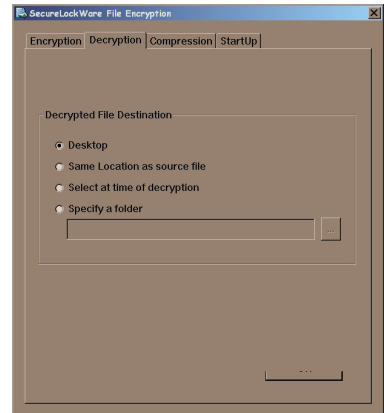 SecureLockWare File Encryption
Encryption Decryption Compression StartUp
Decrypted File Destination
Desktop
Same Location as source file
Select at time of decryption
Specify a folder
...